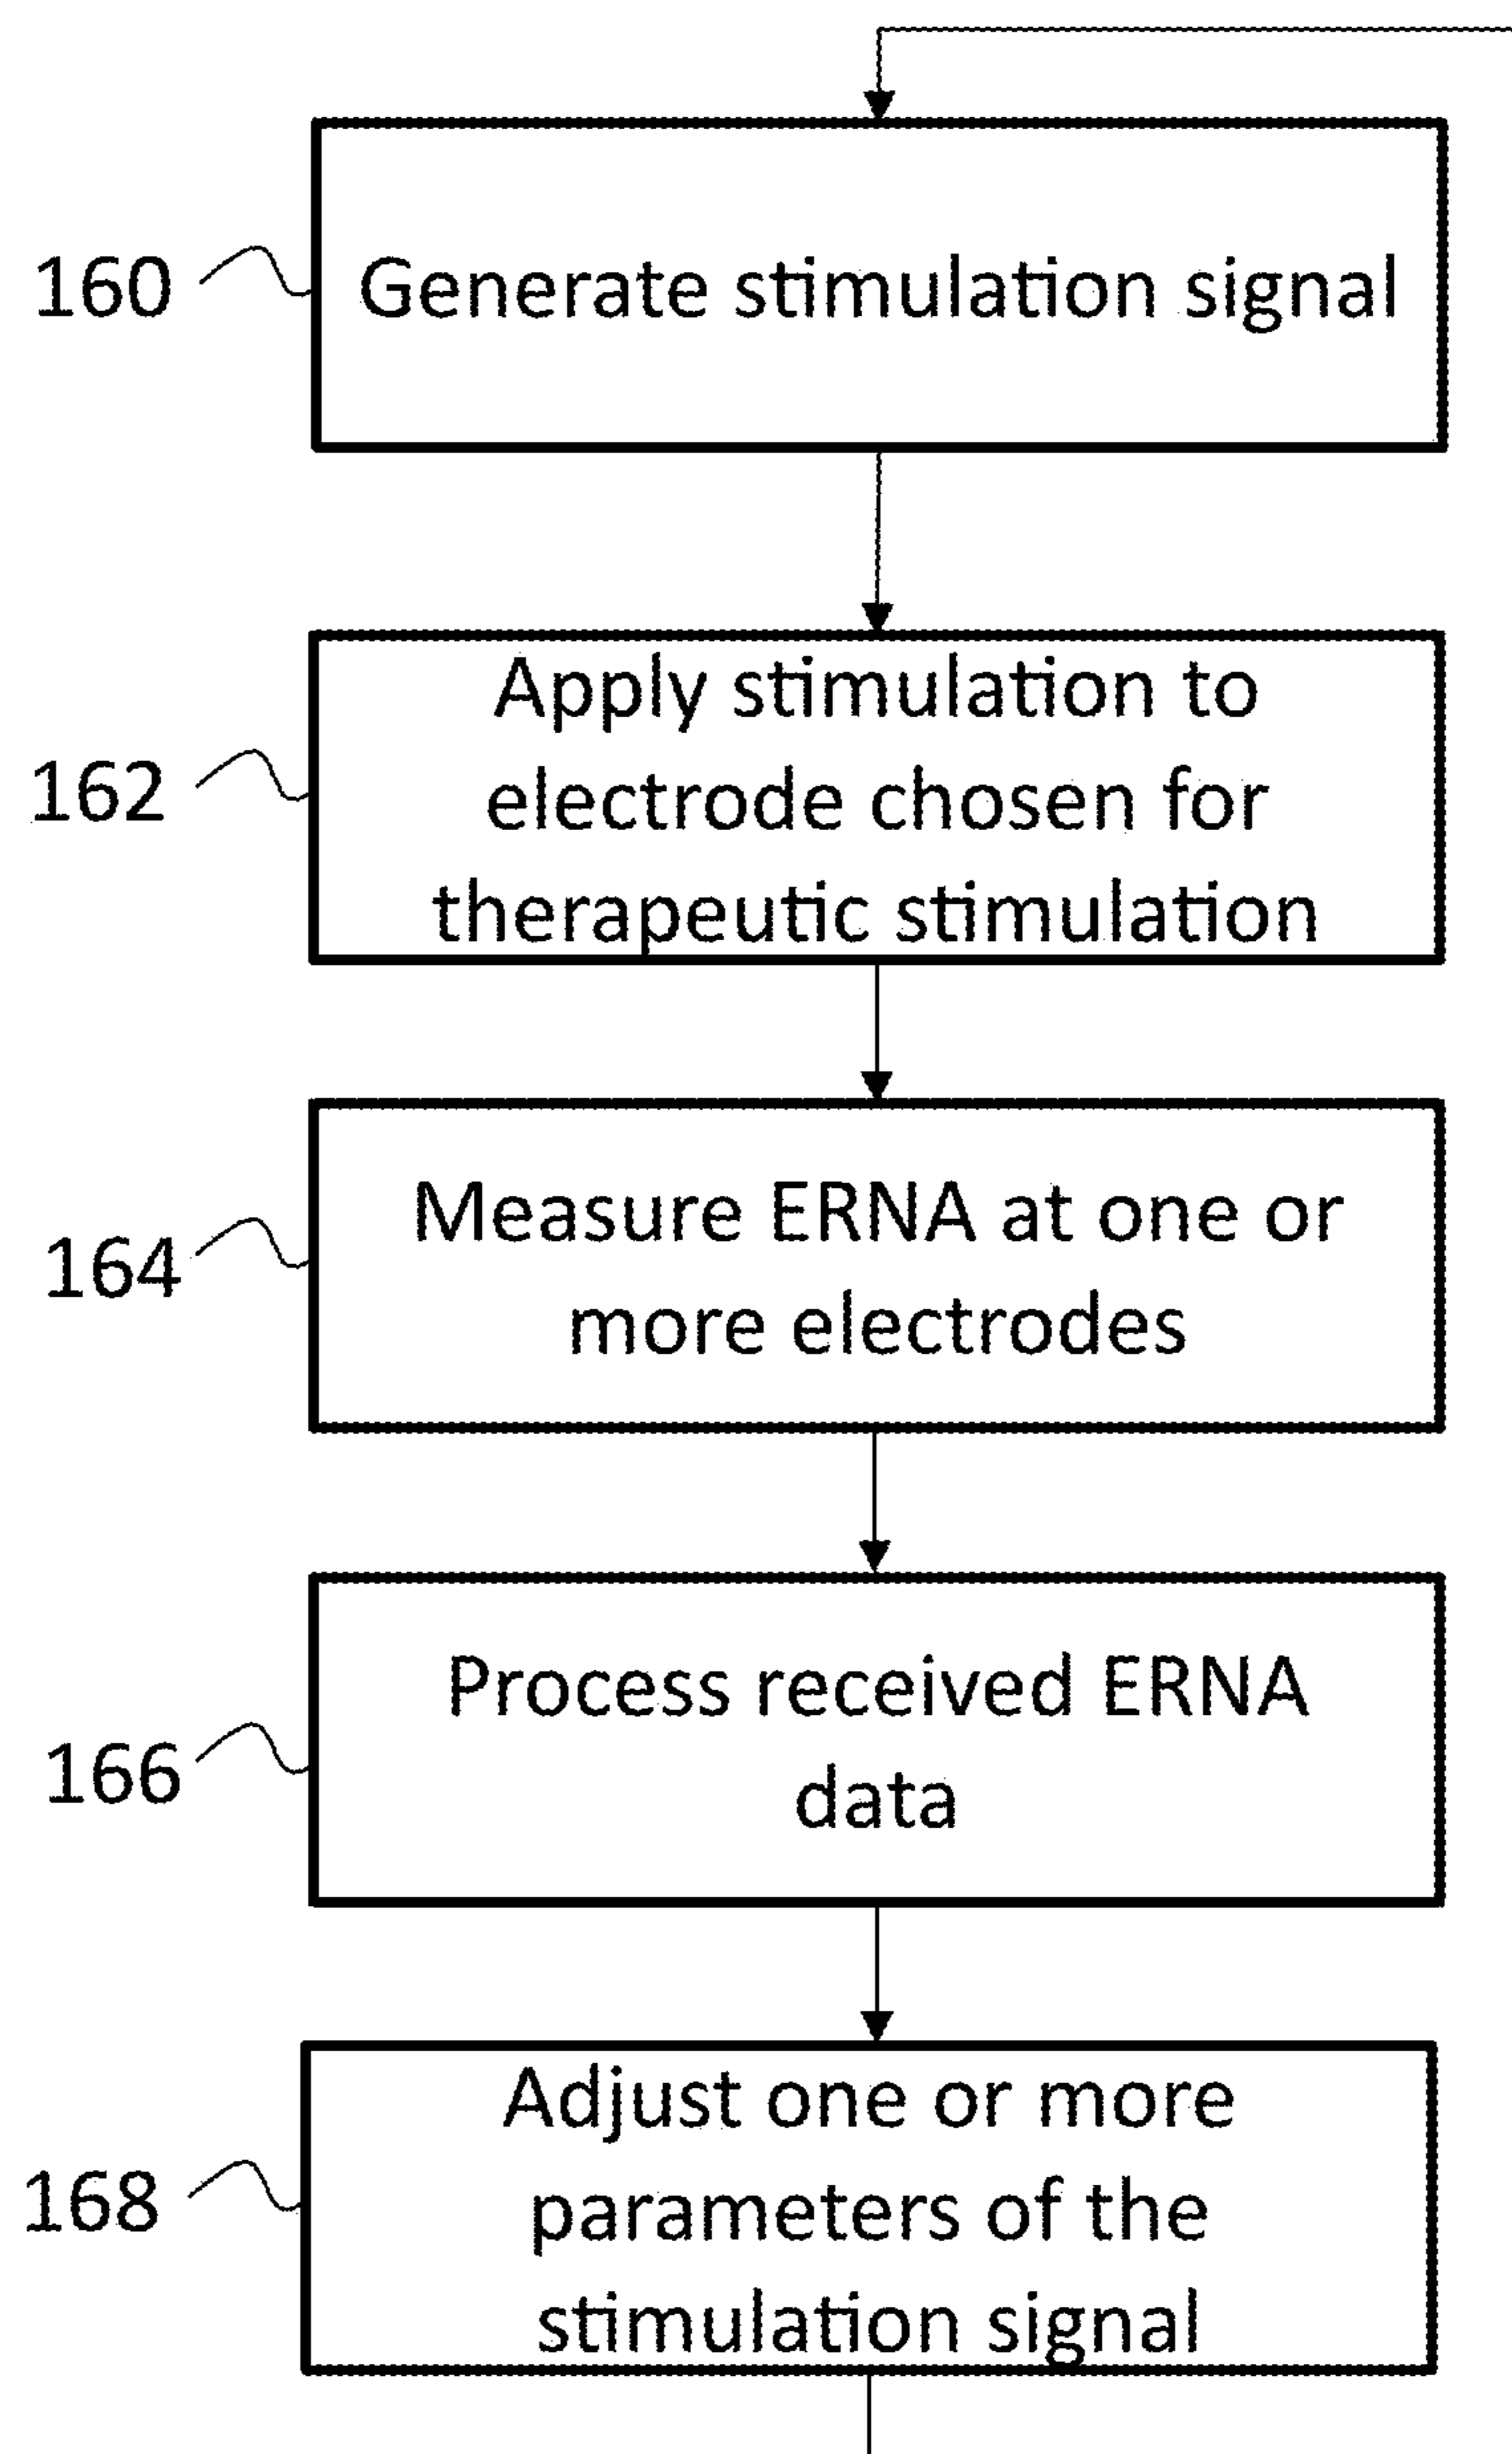 160
Generate stimulation signal
Apply stimulation to
162
electrode chosen for
therapeutic stimulation
Measure ERNA at one or
164
more electrodes
Process received ERNA
166
data
Adjust one or more
168
parameters of the
stimulation signal